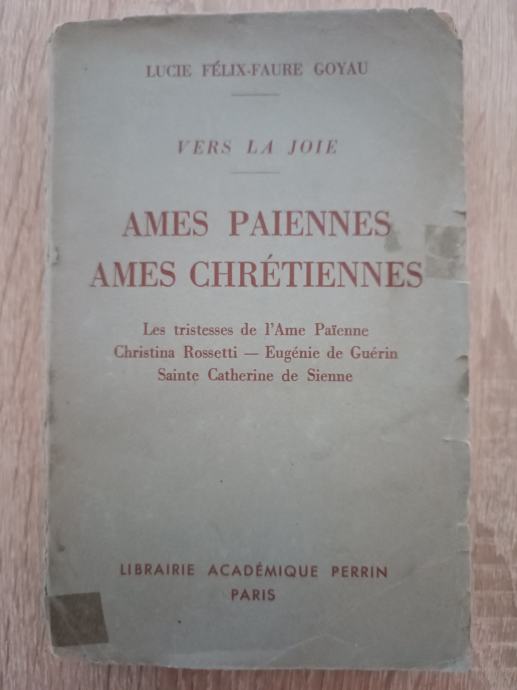 LUCIE FÉLIX-FAURE GOYAU
VERS LA JOIE
AMES PAIENNES
AMES CHRÉTIENNES
Les tristesses de l'Ame Païenne
Christina Rossetti — Eugénie de Guérin
Sainte Catherine de Sienne
LIBRAIRIE ACADÉMIQUE PERRIN
PARIS